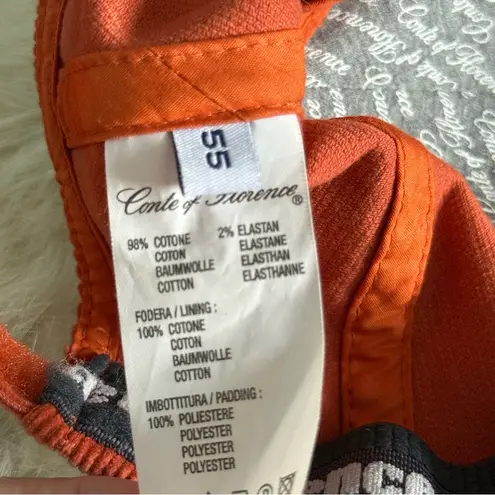 55
Conte of Florence®
98% COTONE 2% ELASTAN
COTON ELASTANE
BAUMWOLLE ELASTHAN
COTTON ELASTHANNE
FODERA / LINING :
100% COTONE
COTON
BAUMWOLLE
COTTON
IMBOTTITURA / PADDING :
100% POLIESTERE
POLYESTER
POLYESTER
POLYESTER